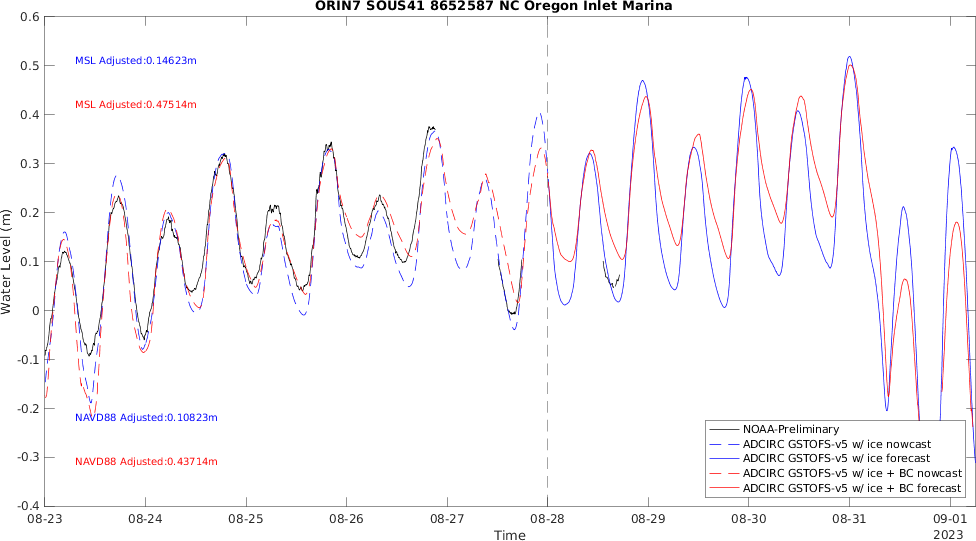 ORIN7 SOUS41 8652587 NC Oregon Inlet Marina
0.6
0.5
0.4
0.3
0.2
0.1
0
-0.1
-0.2
-0.3
-0.4
Water Level (m)
MSL Adjusted:0.14623m
MSL Adjusted:0.47514m
NAVD88 Adjusted:0.10823m
NAVD88 Adjusted:0.43714m
NOAA-Preliminary
ADCIRC GSTOFS-v5 w/ ice nowcast
ADCIRC GSTOFS-v5 w/ ice forecast
ADCIRC GSTOFS-v5 w/ ice + BC nowcast
ADCIRC GSTOFS-v5 w/ ice + BC forecast
08-23 08-24 08-25 08-26 08-27 08-28 08-29 08-30 08-31 09-01
2023
Time